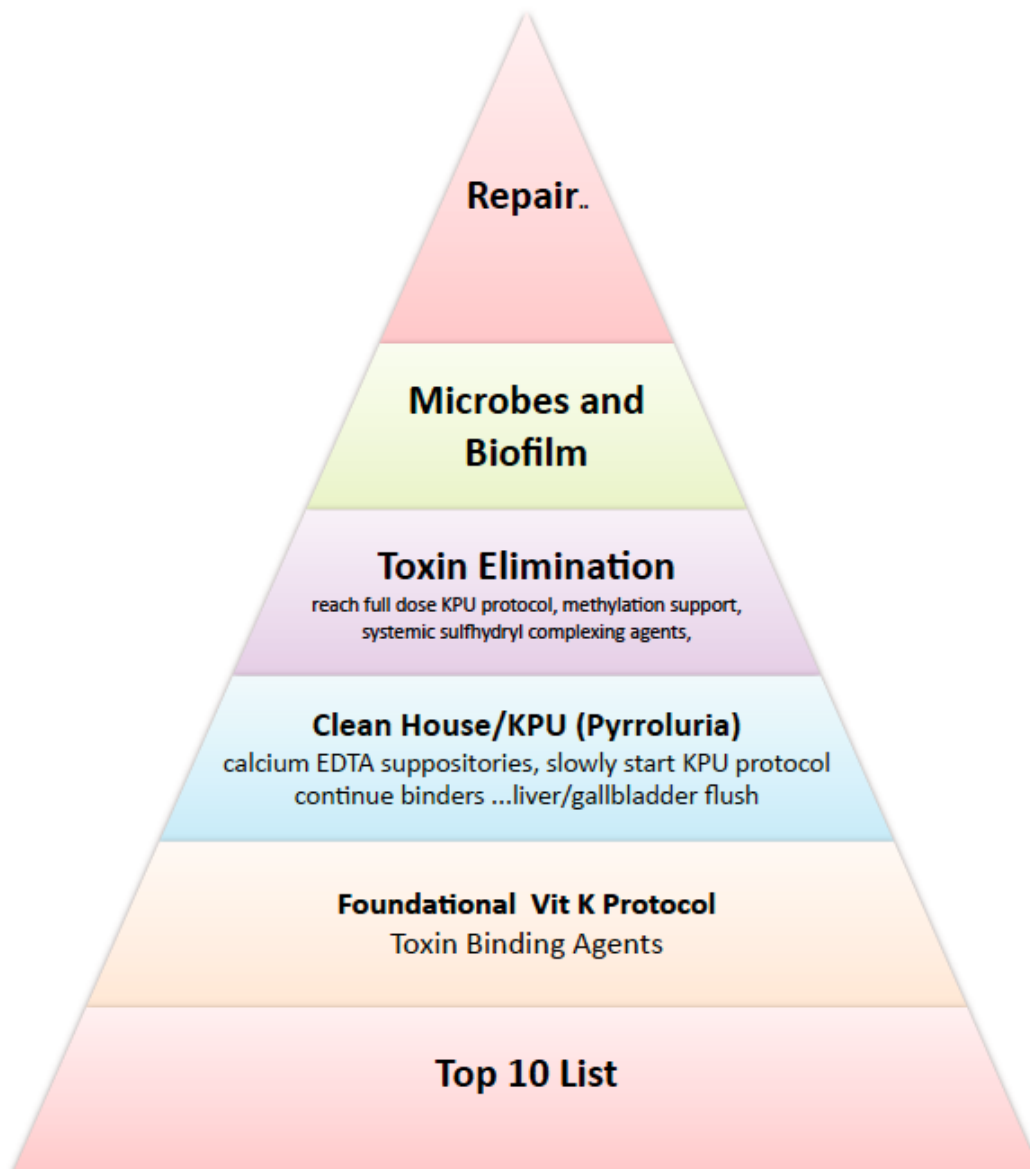 Repair..
Microbes and
Biofilm
Toxin Elimination
reach full dose KPU protocol, methylation support,
systemic sulfhydryl complexing agents,
Clean House/KPU (Pyrroluria)
calcium EDTA suppositories, slowly start KPU protocol
continue binders ...liver/gallbladder flush
Foundational  Vit K Protocol
Toxin Binding Agents
Top 10 List